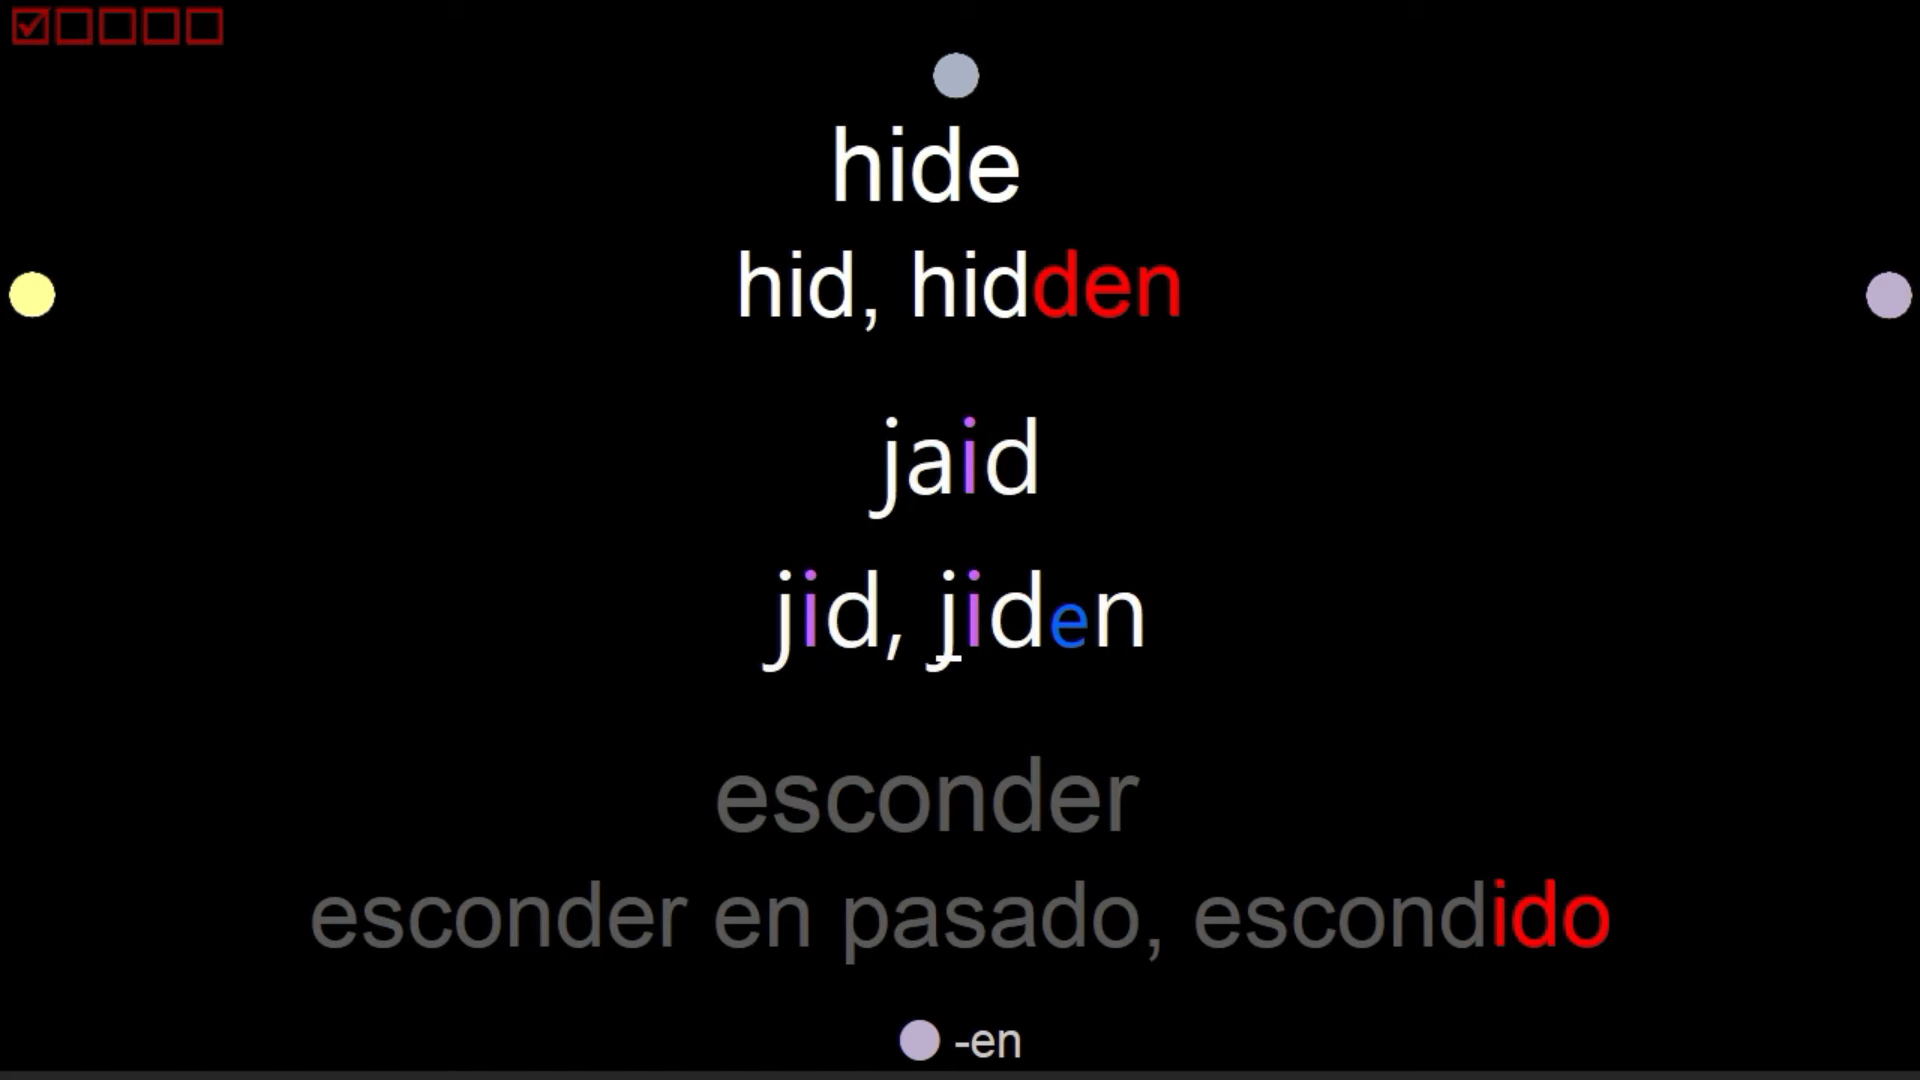 hide
hid, hidden
jaid
jid, jiden
esconder
esconder en pasado, escondido
-en